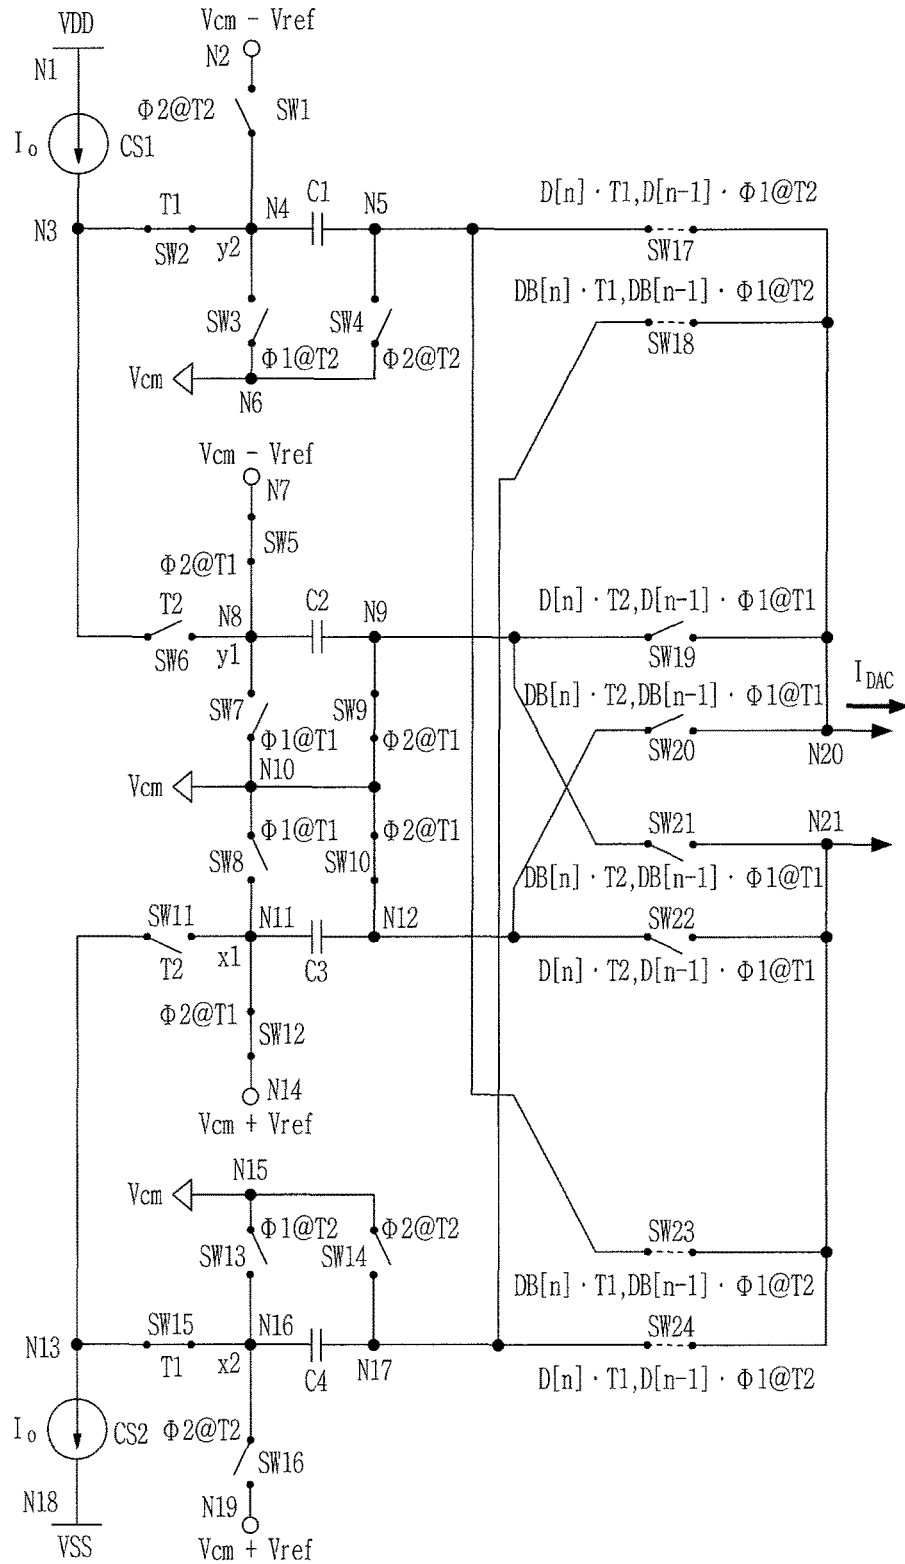 VDD
Vcm - Vref
N1
N2
Φ2@T2
SW1
Io
CS1
D[n] · T1,D[n-1] · Φ1@T2
N3
T1
N4
C1
N5
SW2
y2
SW17
DB[n] · T1,DB[n-1] · Φ1@T2
SW3
SW4
SW18
Φ1@T2
Φ2@T2
Vcm
N6
Vcm - Vref
N7
SW5
Φ2@T1
T2
N8
C2
N9
D[n] · T2,D[n-1] · Φ1@T1
SW6
y1
SW19
SW7
SW9
IDAC
DB[n] · T2,DB[n-1] · Φ1@T1
Φ1@T1
Φ2@T1
SW20
N20
N10
Vcm
Φ1@T1
Φ2@T1
SW21
N21
SW8
SW10
DB[n] · T2,DB[n-1] · Φ1@T1
SW11
N11
N12
SW22
T2
x1
C3
D[n] · T2,D[n-1] · Φ1@T1
Φ2@T1
SW12
N14
Vcm + Vref
N15
Vcm
Φ1@T2
Φ2@T2
SW23
SW13
SW14
DB[n] · T1,DB[n-1] · Φ1@T2
SW15
N16
SW24
N13
T1
x2
C4
N17
D[n] · T1,D[n-1] · Φ1@T2
Io
CS2
Φ2@T2
SW16
N18
N19
VSS
Vcm + Vref